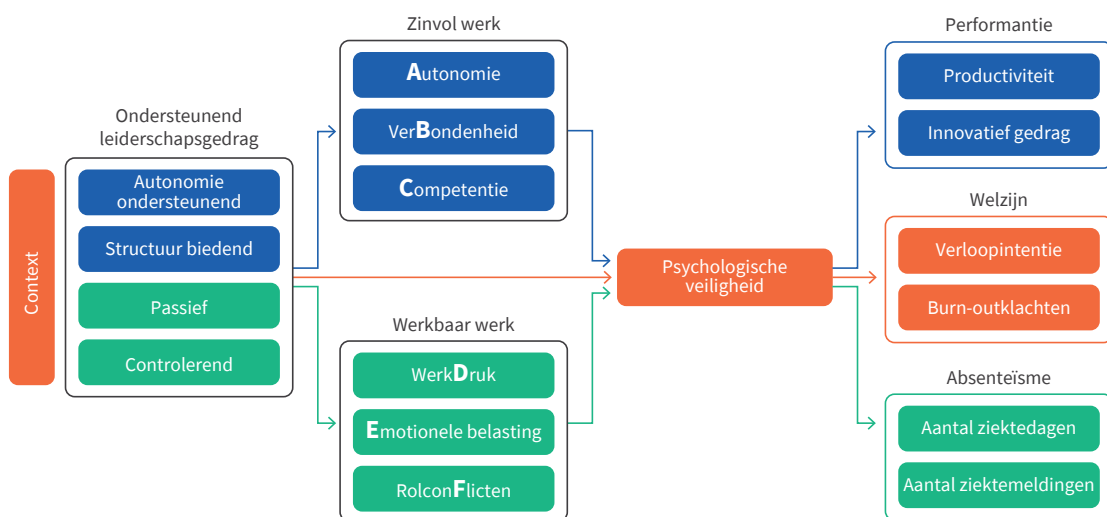 Context
Ondersteunend
leiderschapsgedrag
Autonomie
ondersteunend
Structuur biedend
Passief
Controlerend
Zinvol werk
Autonomie
VerBondenheid
Competentie
Werkbaar werk
WerkDruk
Emotionele belasting
RolconFlicten
Psychologische
veiligheid
Performantie
Productiviteit
Innovatief gedrag
Welzijn
Verloopintentie
Burn-outklachten
Absenteïsme
Aantal ziektedagen
Aantal ziektemeldingen